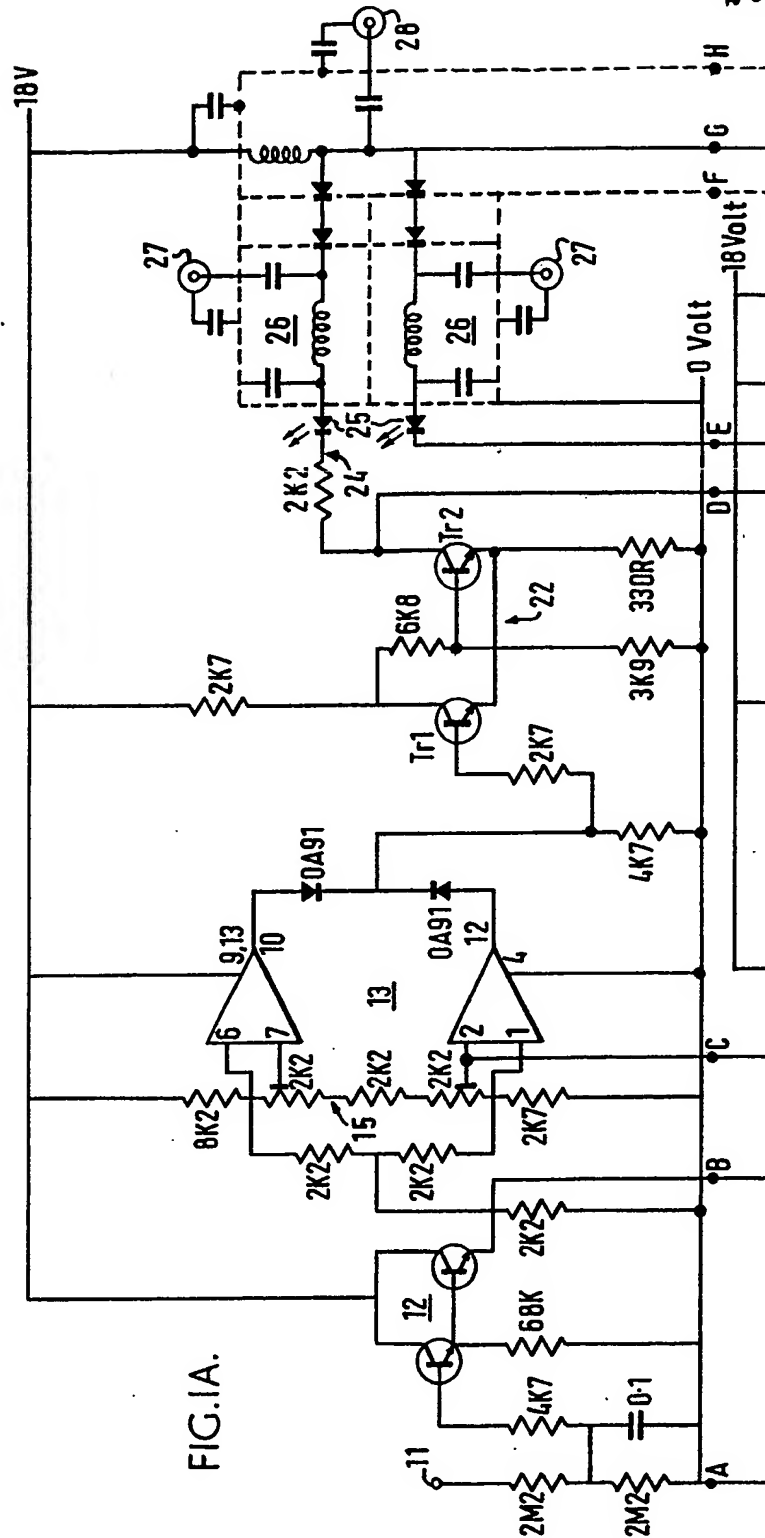 FIG.1A.
18V
28
27
26
26
27
25
24
2K2
H
G
F
E
D
C
B
A
18Volt
0 Volt
Tr2
22
330R
6K8
3K9
2K7
Tr1
2K7
4K7
0A91
0A91
9,13
10
12
4
13
6
7
2
1
8K2
2K2
15
2K2
2K2
2K7
2K2
2K2
2K2
12
68K
4K7
0·1
11
2M2
2M2